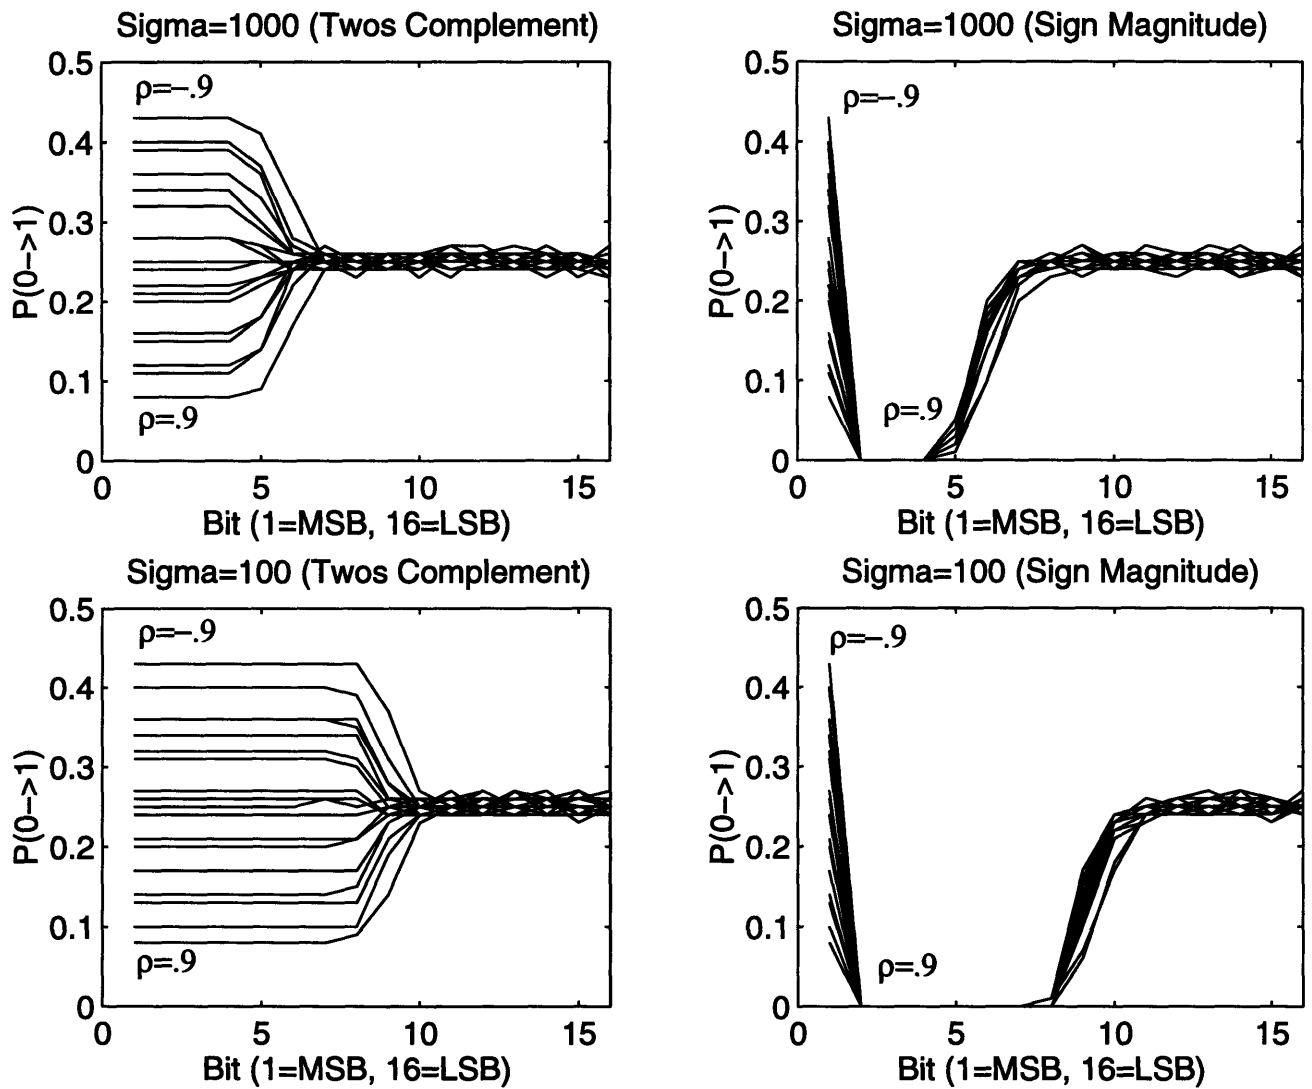 Sigma=1000 (Twos Complement)
0.5
ρ=-.9
0.4
0.3
P(0->1)
0.2
0.1
ρ=.9
0
0 5 10 15
Bit (1=MSB, 16=LSB)
Sigma=1000 (Sign Magnitude)
0.5
ρ=-.9
0.4
0.3
P(0->1)
0.2
0.1
ρ=.9
0
0 5 10 15
Bit (1=MSB, 16=LSB)
Sigma=100 (Twos Complement)
0.5
ρ=-.9
0.4
0.3
P(0->1)
0.2
0.1
ρ=.9
0
0 5 10 15
Bit (1=MSB, 16=LSB)
Sigma=100 (Sign Magnitude)
0.5
ρ=-.9
0.4
0.3
P(0->1)
0.2
0.1
ρ=.9
0
0 5 10 15
Bit (1=MSB, 16=LSB)